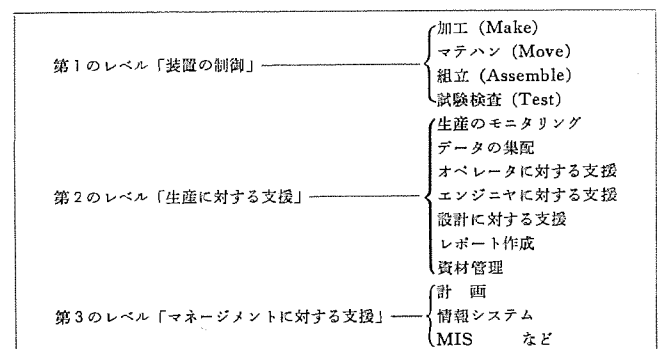 第1のレベル「装置の制御」
加工 (Make)
マテハン (Move)
組立 (Assemble)
試験検査 (Test)
第2のレベル「生産に対する支援」
生産のモニタリング
データの集配
オペレータに対する支援
エンジニヤに対する支援
設計に対する支援
レポート作成
資材管理
第3のレベル「マネージメントに対する支援」
計　画
情報システム
MIS　　など